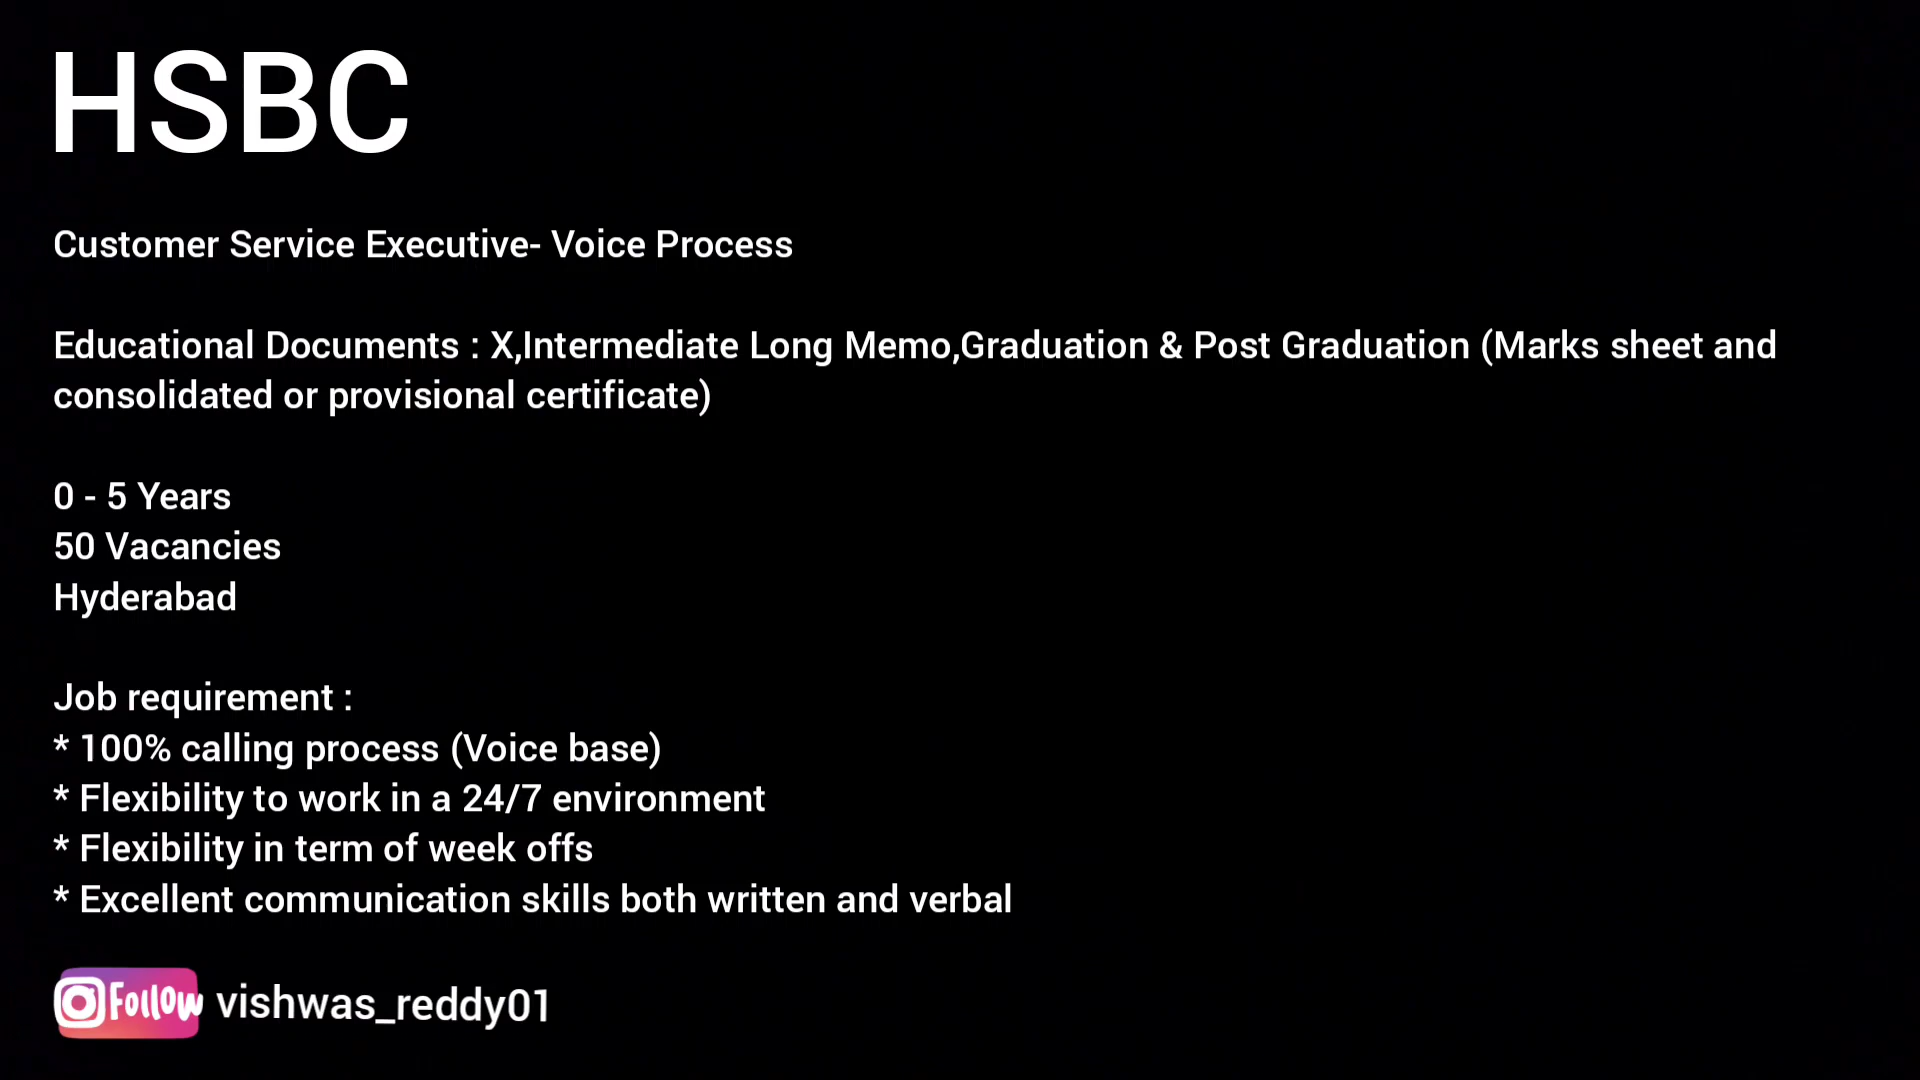 HSBC
Customer Service Executive- Voice Process
Educational Documents : X,Intermediate Long Memo,Graduation & Post Graduation (Marks sheet and
consolidated or provisional certificate)
0 - 5 Years
50 Vacancies
Hyderabad
Job requirement :
* 100% calling process (Voice base)
* Flexibility to work in a 24/7 environment
* Flexibility in term of week offs
* Excellent communication skills both written and verbal
Follow vishwas_reddy01